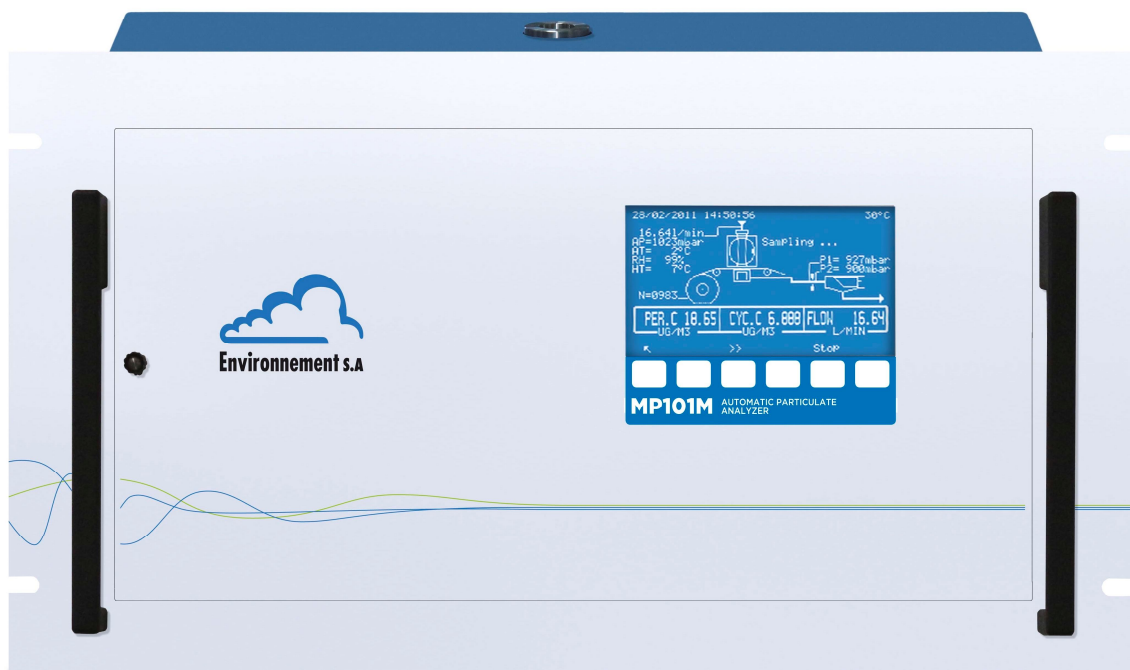 28/02/2011 14:50:56 30°C
16.64l/min
AP=1023mbar
Sampling ...
AT= 2°C
RH= 99%
P1= 927mbar
HT= 7°C
P2= 900mbar
N=0983
PER.C 18.65 CYC.C 6.000 FLOW 16.64
UG/M3 UG/M3 L/MIN
↖ >> Stop
Environnement S.A
MP101M AUTOMATIC PARTICULATE
ANALYZER